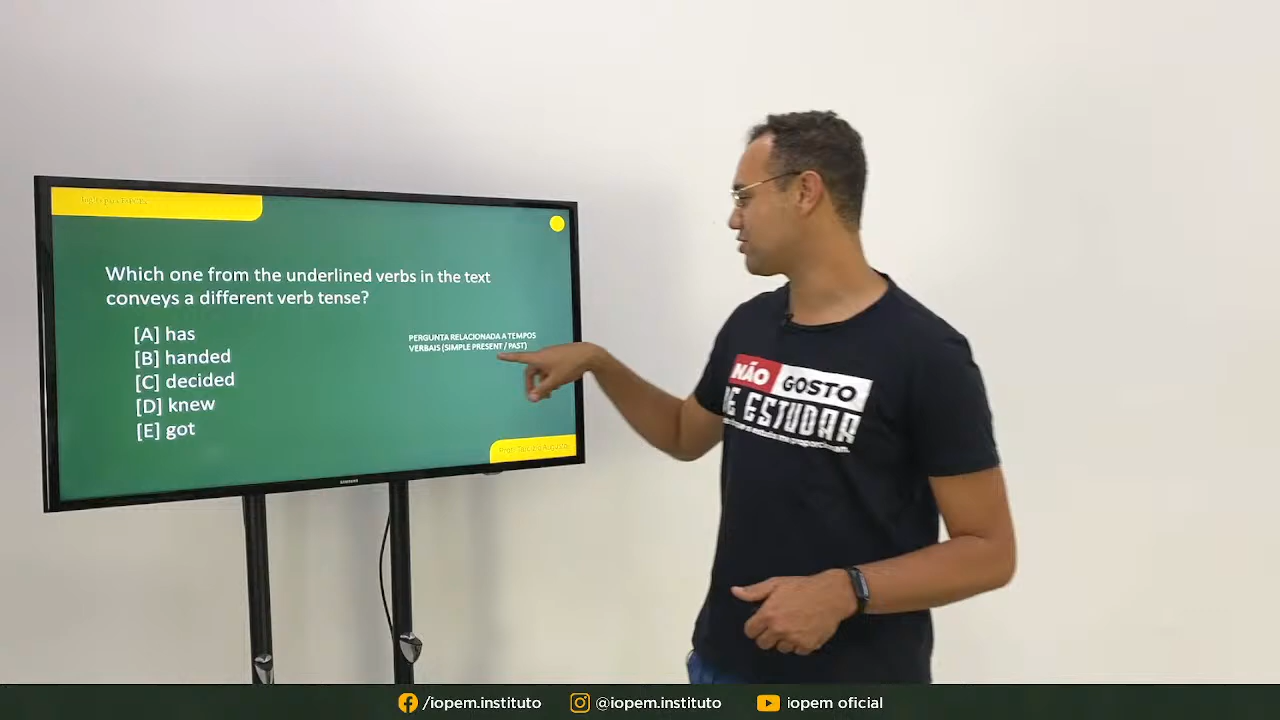 Which one from the underlined verbs in the text
conveys a different verb tense?
[A] has
[B] handed
[C] decided
[D] knew
[E] got
PERGUNTA RELACIONADA A TEMPOS
VERBAIS (SIMPLE PRESENT / PAST)
SAMSUNG
NÃO GOSTO
DE ESTUDAR
/iopem.instituto
@iopem.instituto
iopem oficial